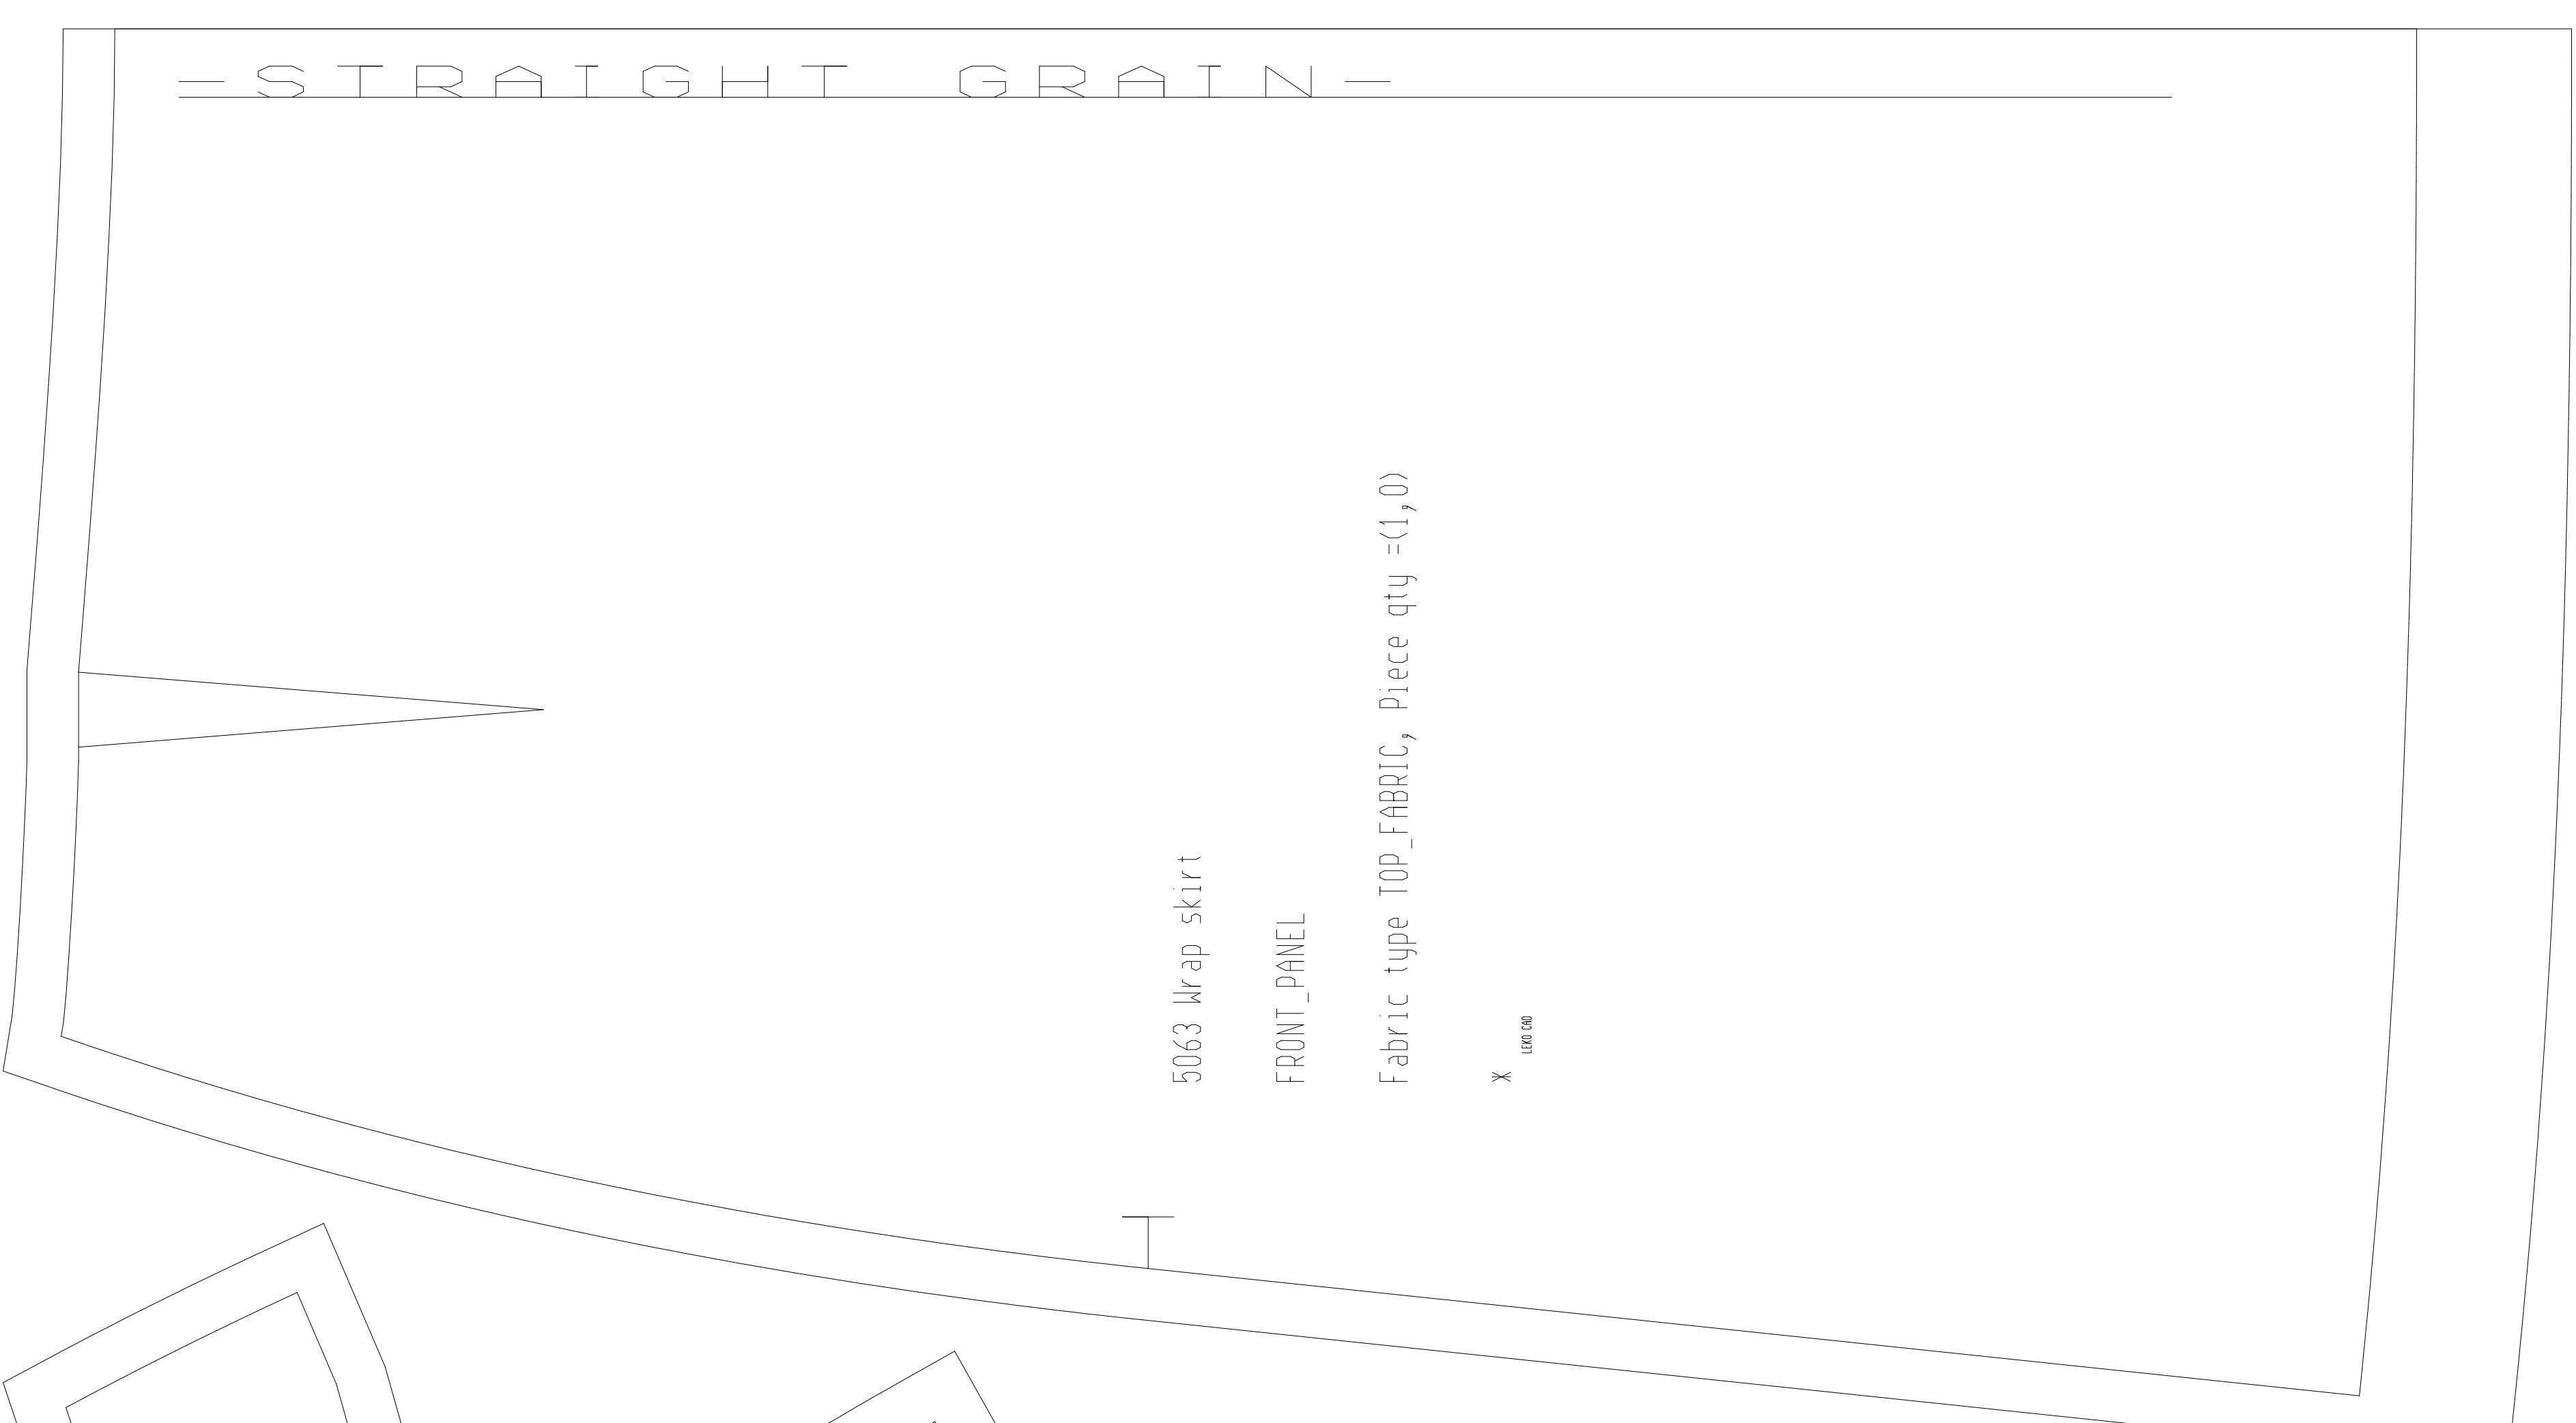 -STRAIGHT GRAIN-
5063 Wrap skirt
FRONT_PANEL
Fabric type TOP_FABRIC, Piece qty =(1,0)
LEKO CAD